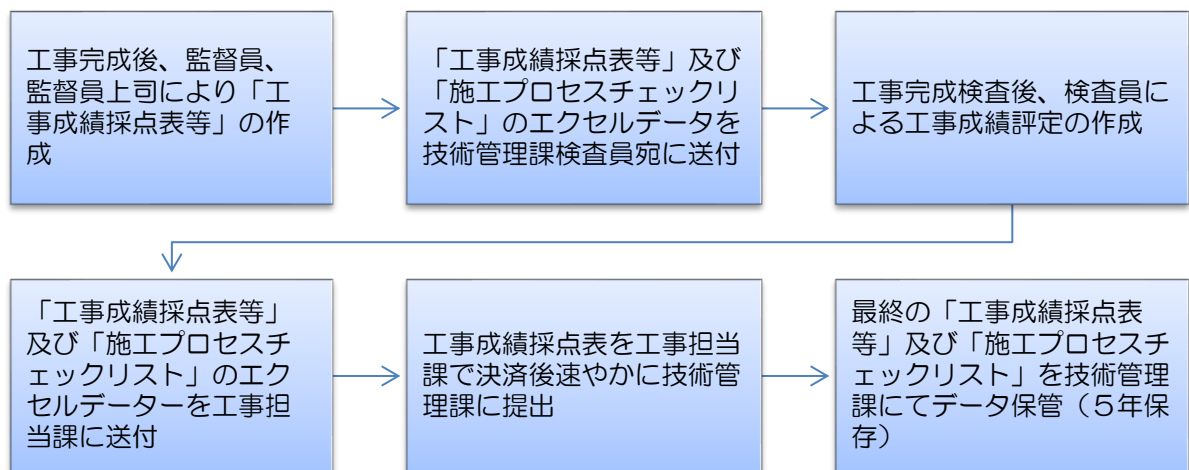 工事完成後、監督員、
監督員上司により「工
事成績採点表等」の作
成
「工事成績採点表等」及び
「施工プロセスチェックリ
スト」のエクセルデータを
技術管理課検査員宛に送付
工事完成検査後、検査員に
よる工事成績評定の作成
「工事成績採点表等」
及び「施工プロセスチ
ェックリスト」のエク
セルデーターを工事担
当課に送付
工事成績採点表を工事担当
課で決済後速やかに技術管
理課に提出
最終の「工事成績採点表
等」及び「施工プロセスチ
ェックリスト」を技術管理
課にてデータ保管（５年保
存）